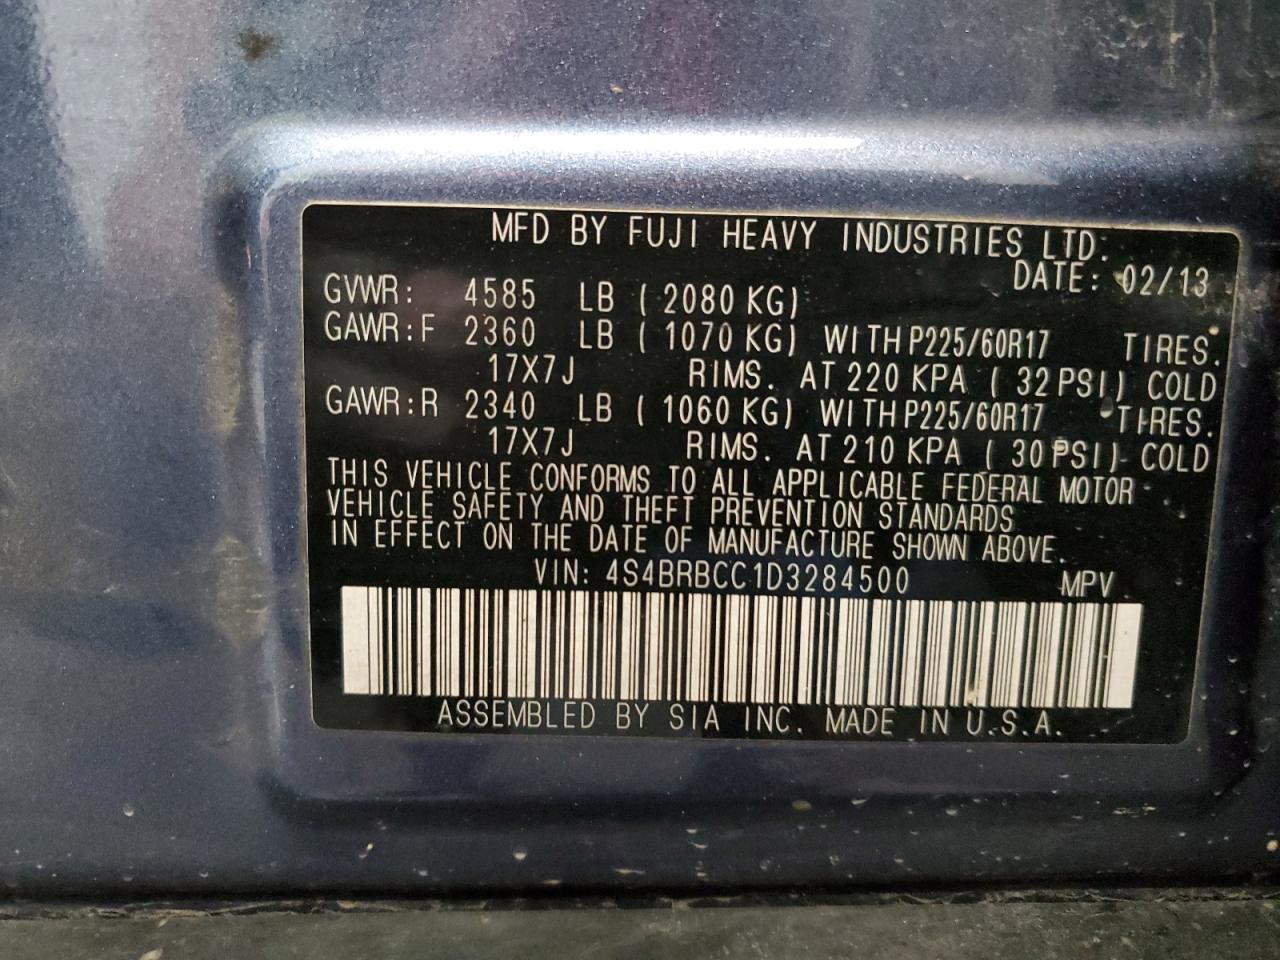 MFD BY FUJI HEAVY INDUSTRIES LTD.
DATE: 02/13
GVWR: 4585 LB ( 2080 KG)
GAWR:F 2360 LB ( 1070 KG) WITH P225/60R17 TIRES.
17X7J RIMS. AT 220 KPA ( 32 PSI) COLD
GAWR:R 2340 LB ( 1060 KG) WITH P225/60R17 TIRES.
17X7J RIMS. AT 210 KPA ( 30 PSI) COLD
THIS VEHICLE CONFORMS TO ALL APPLICABLE FEDERAL MOTOR
VEHICLE SAFETY AND THEFT PREVENTION STANDARDS
IN EFFECT ON THE DATE OF MANUFACTURE SHOWN ABOVE.
VIN: 4S4BRBCC1D3284500 MPV
ASSEMBLED BY SIA INC. MADE IN U.S.A.